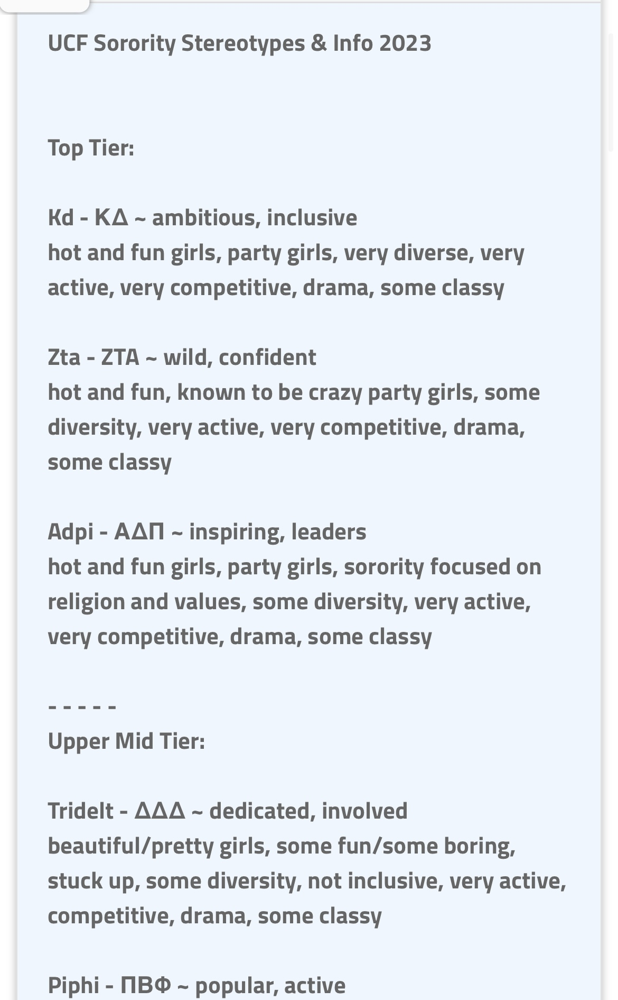 UCF Sorority Stereotypes & Info 2023
Top Tier:
Kd - ΚΔ ~ ambitious, inclusive
hot and fun girls, party girls, very diverse, very
active, very competitive, drama, some classy
Zta - ZTA ~ wild, confident
hot and fun, known to be crazy party girls, some
diversity, very active, very competitive, drama,
some classy
Adpi - ΑΔΠ ~ inspiring, leaders
hot and fun girls, party girls, sorority focused on
religion and values, some diversity, very active,
very competitive, drama, some classy
- - - - -
Upper Mid Tier:
Tridelt - ΔΔΔ ~ dedicated, involved
beautiful/pretty girls, some fun/some boring,
stuck up, some diversity, not inclusive, very active,
competitive, drama, some classy
Piphi - ΠΒΦ ~ popular, active